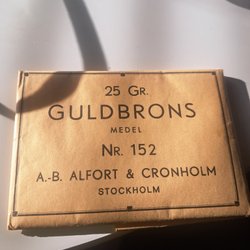 25 GR.
GULDBRONS
MEDEL
NR. 152
A.-B. ALFORT & CRONHOLM
STOCKHOLM